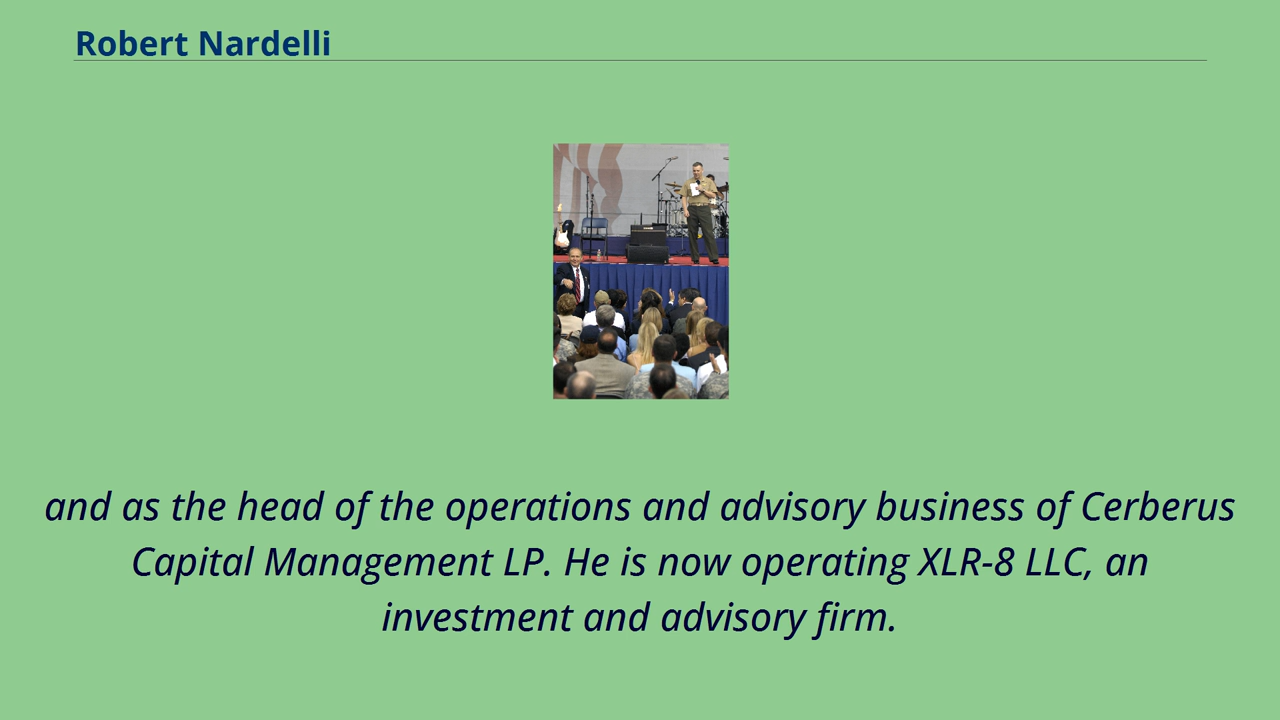 Robert Nardelli
and as the head of the operations and advisory business of Cerberus
Capital Management LP. He is now operating XLR-8 LLC, an
investment and advisory firm.